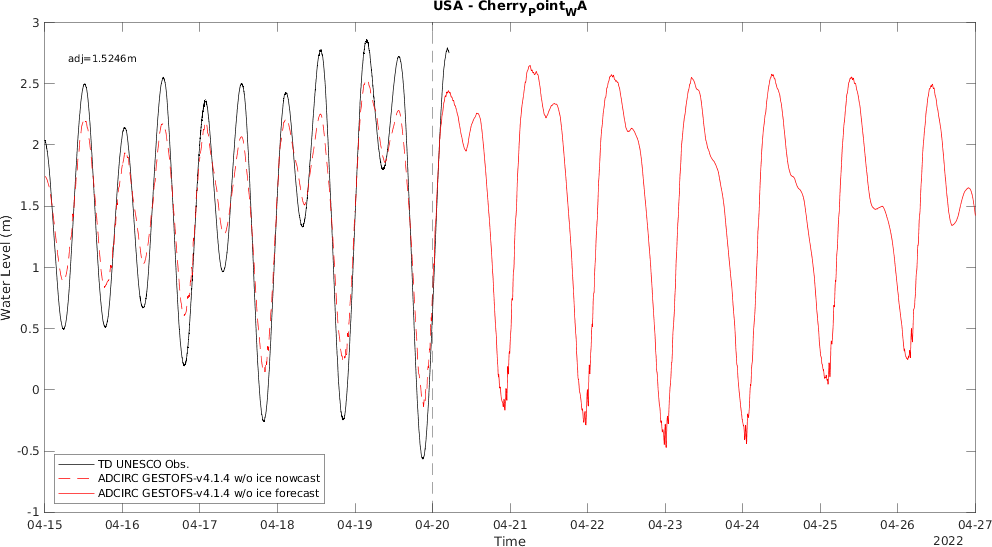 USA - CherryPointWA
adj=1.5246m
Water Level (m)
3
2.5
2
1.5
1
0.5
0
-0.5
-1
TD UNESCO Obs.
ADCIRC GESTOFS-v4.1.4 w/o ice nowcast
ADCIRC GESTOFS-v4.1.4 w/o ice forecast
04-15 04-16 04-17 04-18 04-19 04-20 04-21 04-22 04-23 04-24 04-25 04-26 04-27
Time
2022